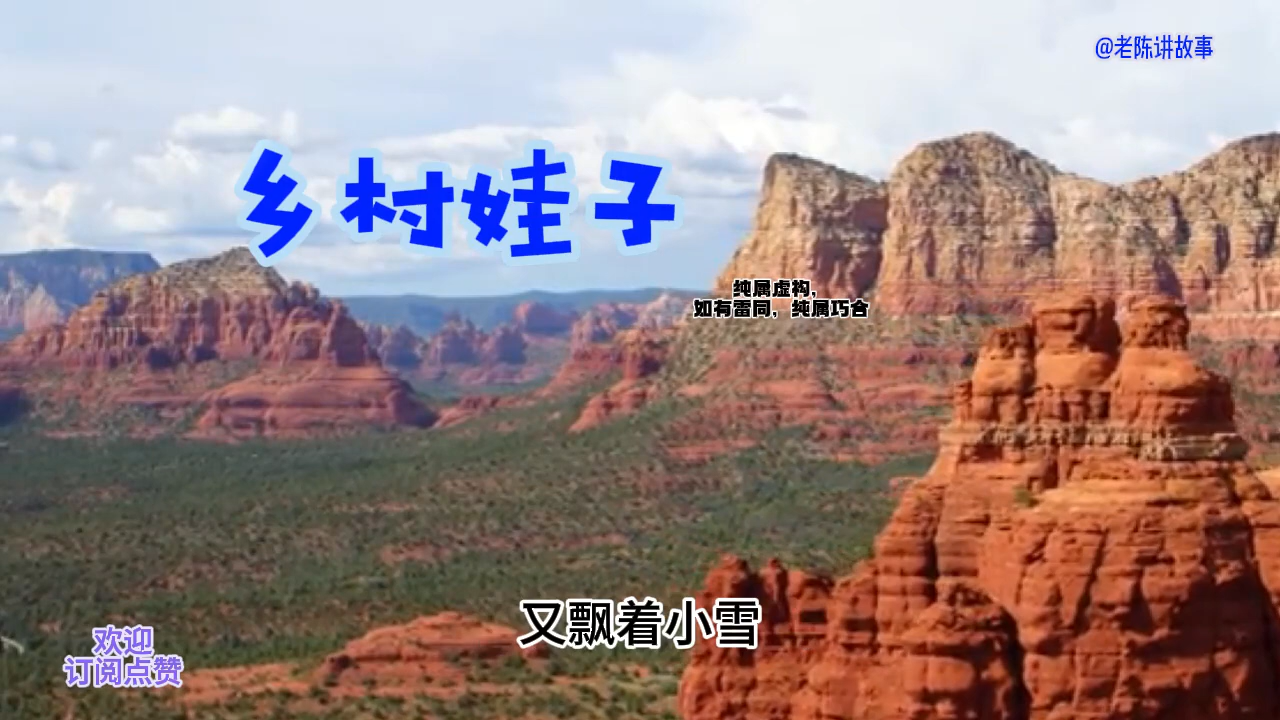 @老陈讲故事
乡村娃子
纯属虚构，
如有雷同，纯属巧合
又飘着小雪
欢迎
订阅点赞